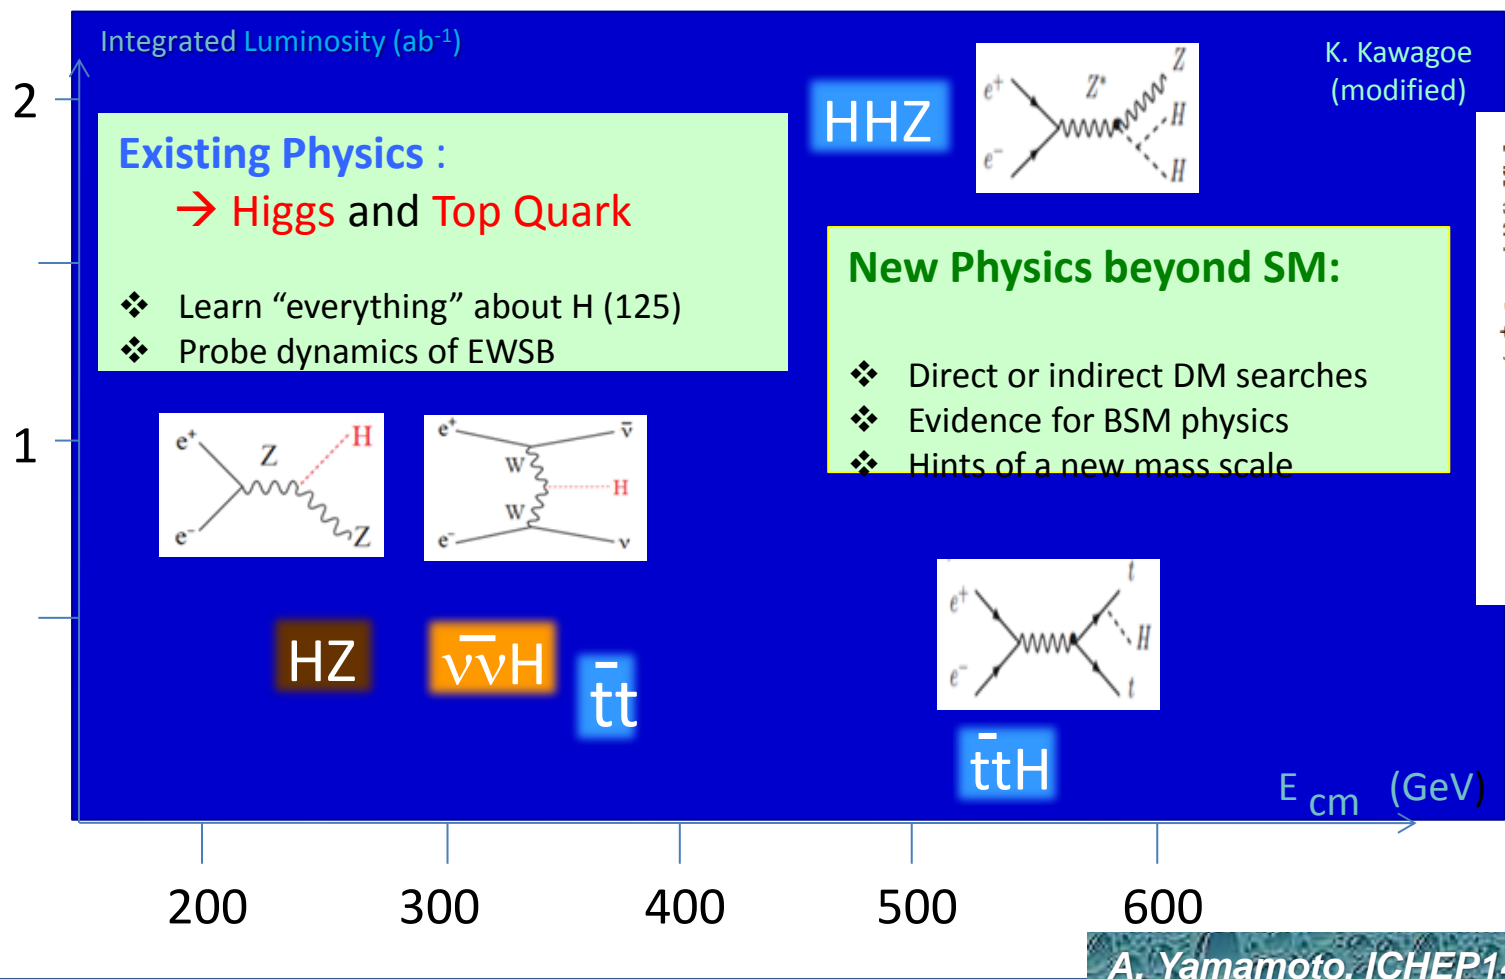 Integrated Luminosity (ab⁻¹)
K. Kawagoe
(modified)
2
HHZ
e⁺
e⁻
Z*
Z
H
H
Existing Physics :
→ Higgs and Top Quark
❖ Learn “everything” about H (125)
❖ Probe dynamics of EWSB
New Physics beyond SM:
❖ Direct or indirect DM searches
❖ Evidence for BSM physics
❖ Hints of a new mass scale
1
e⁺
e⁻
Z
H
Z
e⁺
e⁻
W
W
ν̄
H
ν
HZ
νν̄H
t̄t
e⁺
e⁻
t
H
t
t̄tH
E cm (GeV)
200 300 400 500 600
A. Yamamoto, ICHEP1